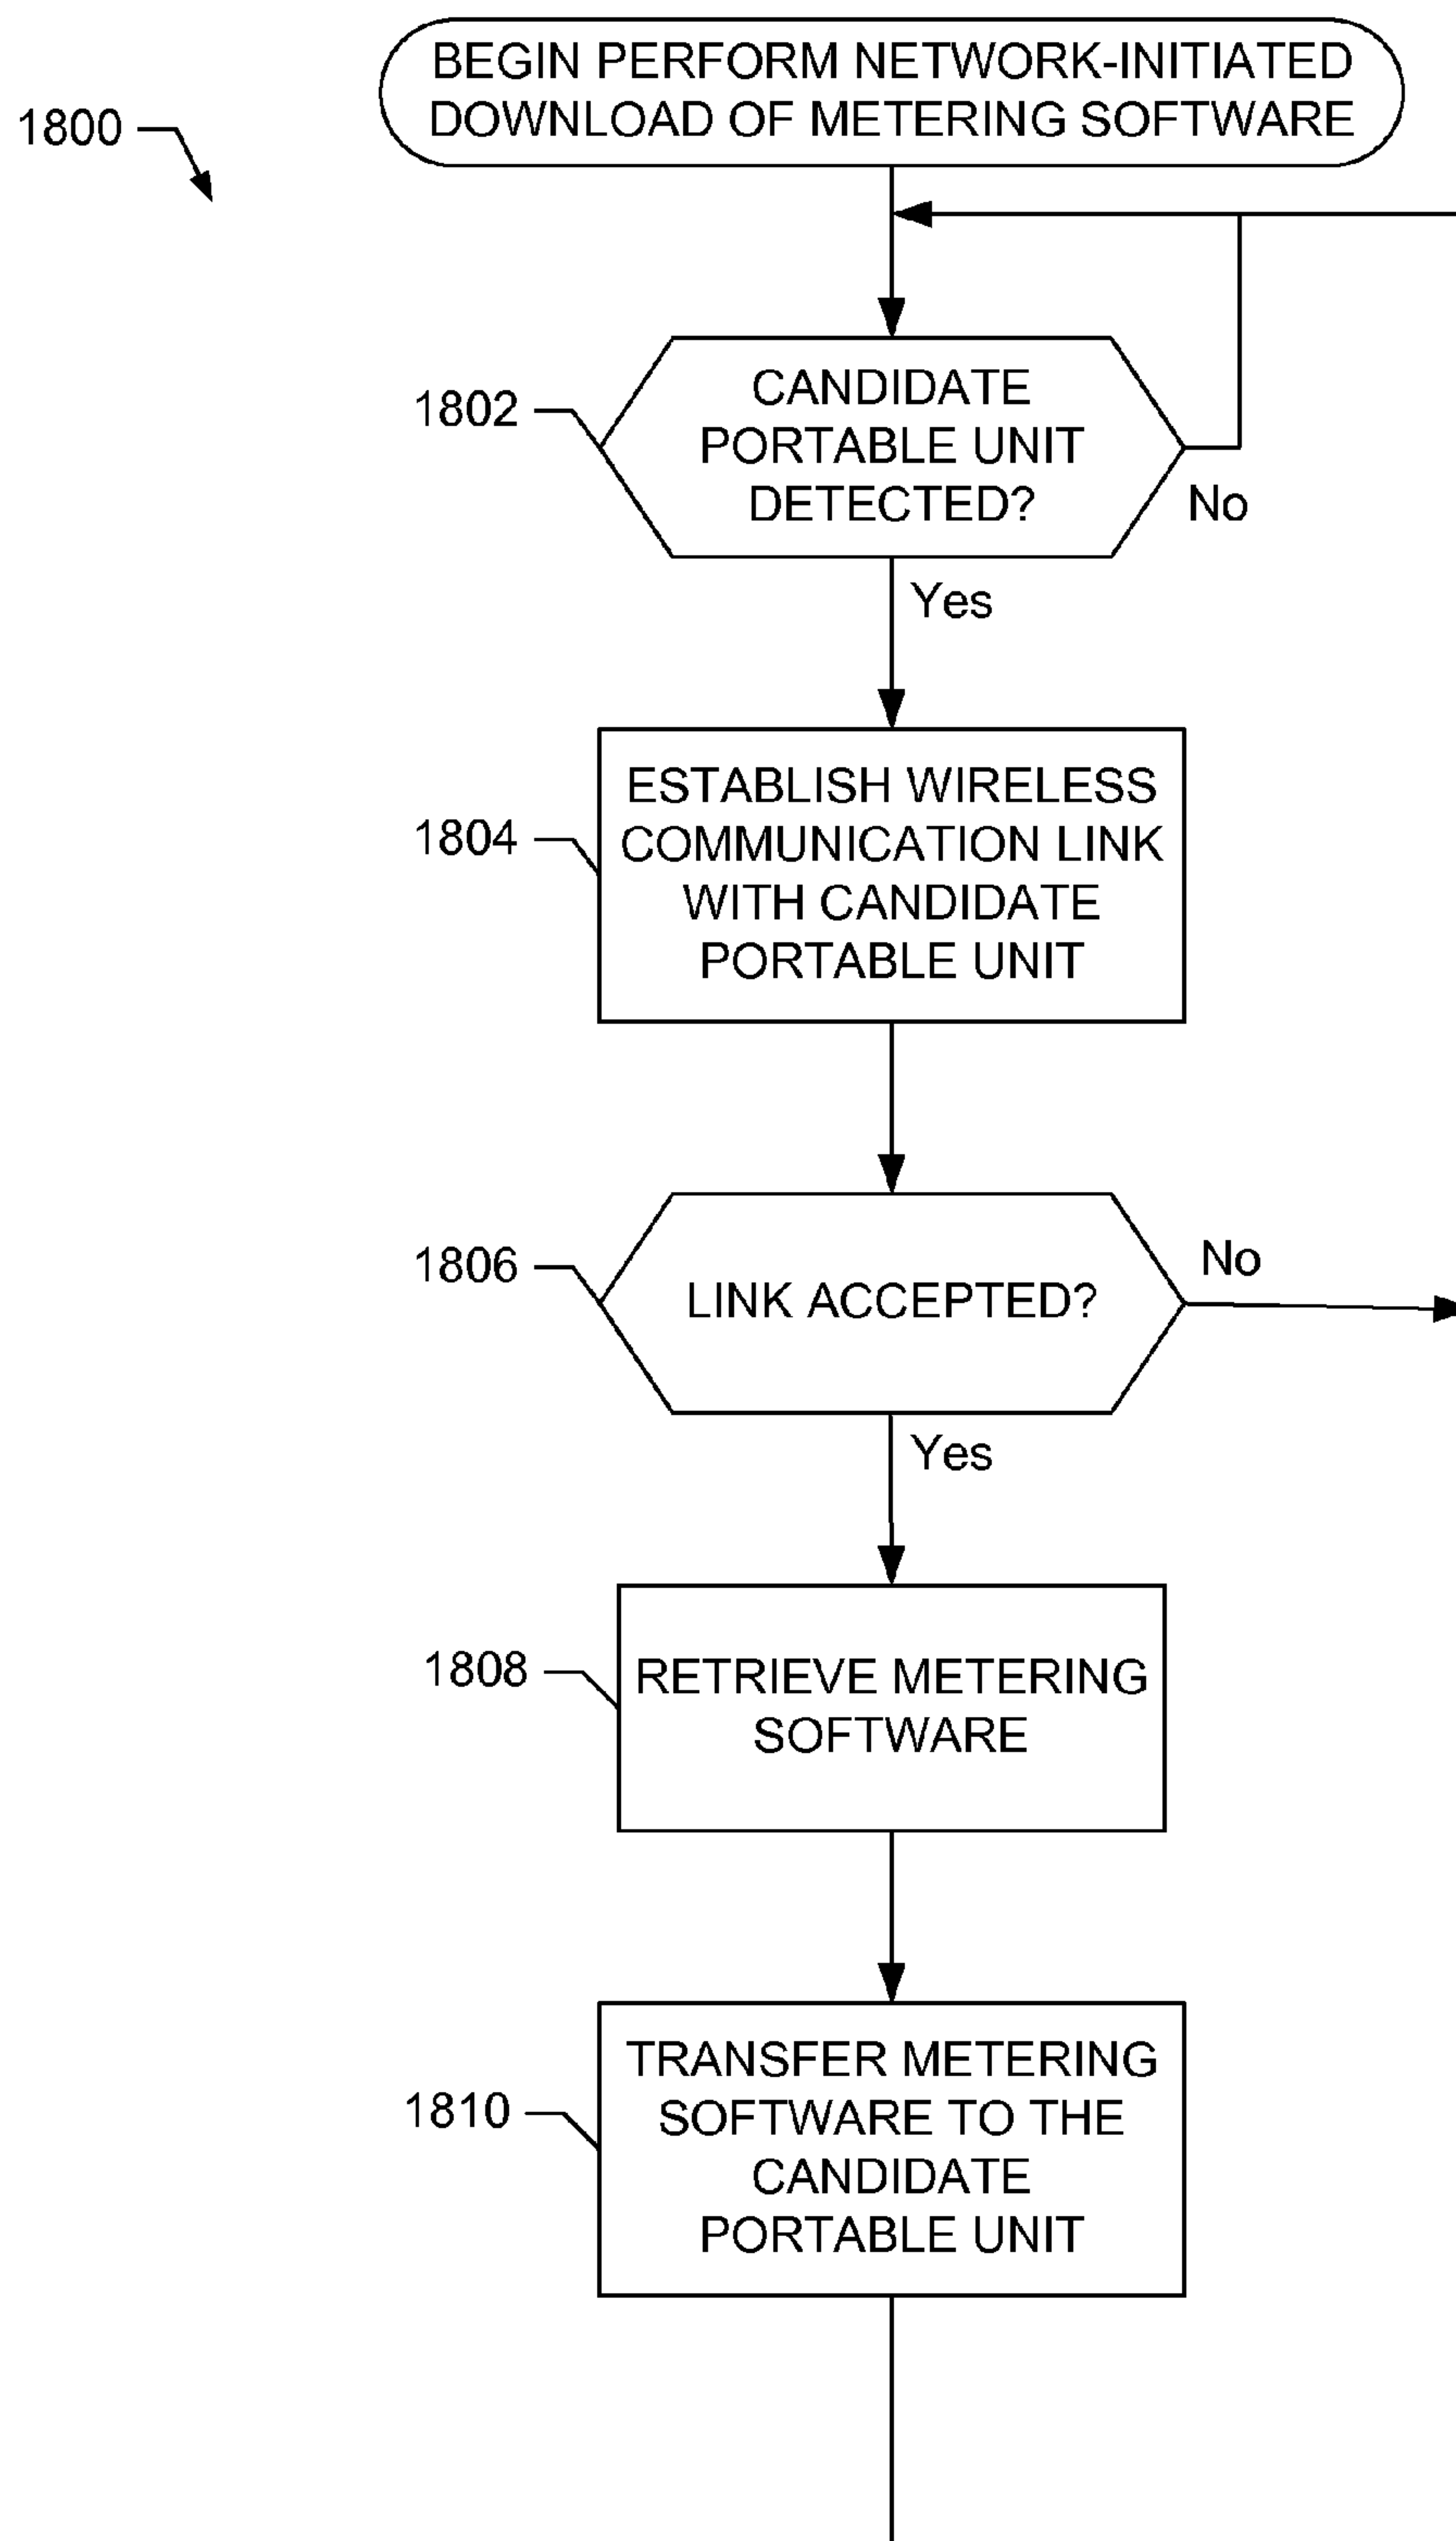 BEGIN PERFORM NETWORK-INITIATED
DOWNLOAD OF METERING SOFTWARE
1800
CANDIDATE
PORTABLE UNIT
DETECTED?
1802
No
Yes
ESTABLISH WIRELESS
COMMUNICATION LINK
WITH CANDIDATE
PORTABLE UNIT
1804
1806
LINK ACCEPTED?
No
Yes
1808
RETRIEVE METERING
SOFTWARE
TRANSFER METERING
SOFTWARE TO THE
CANDIDATE
PORTABLE UNIT
1810